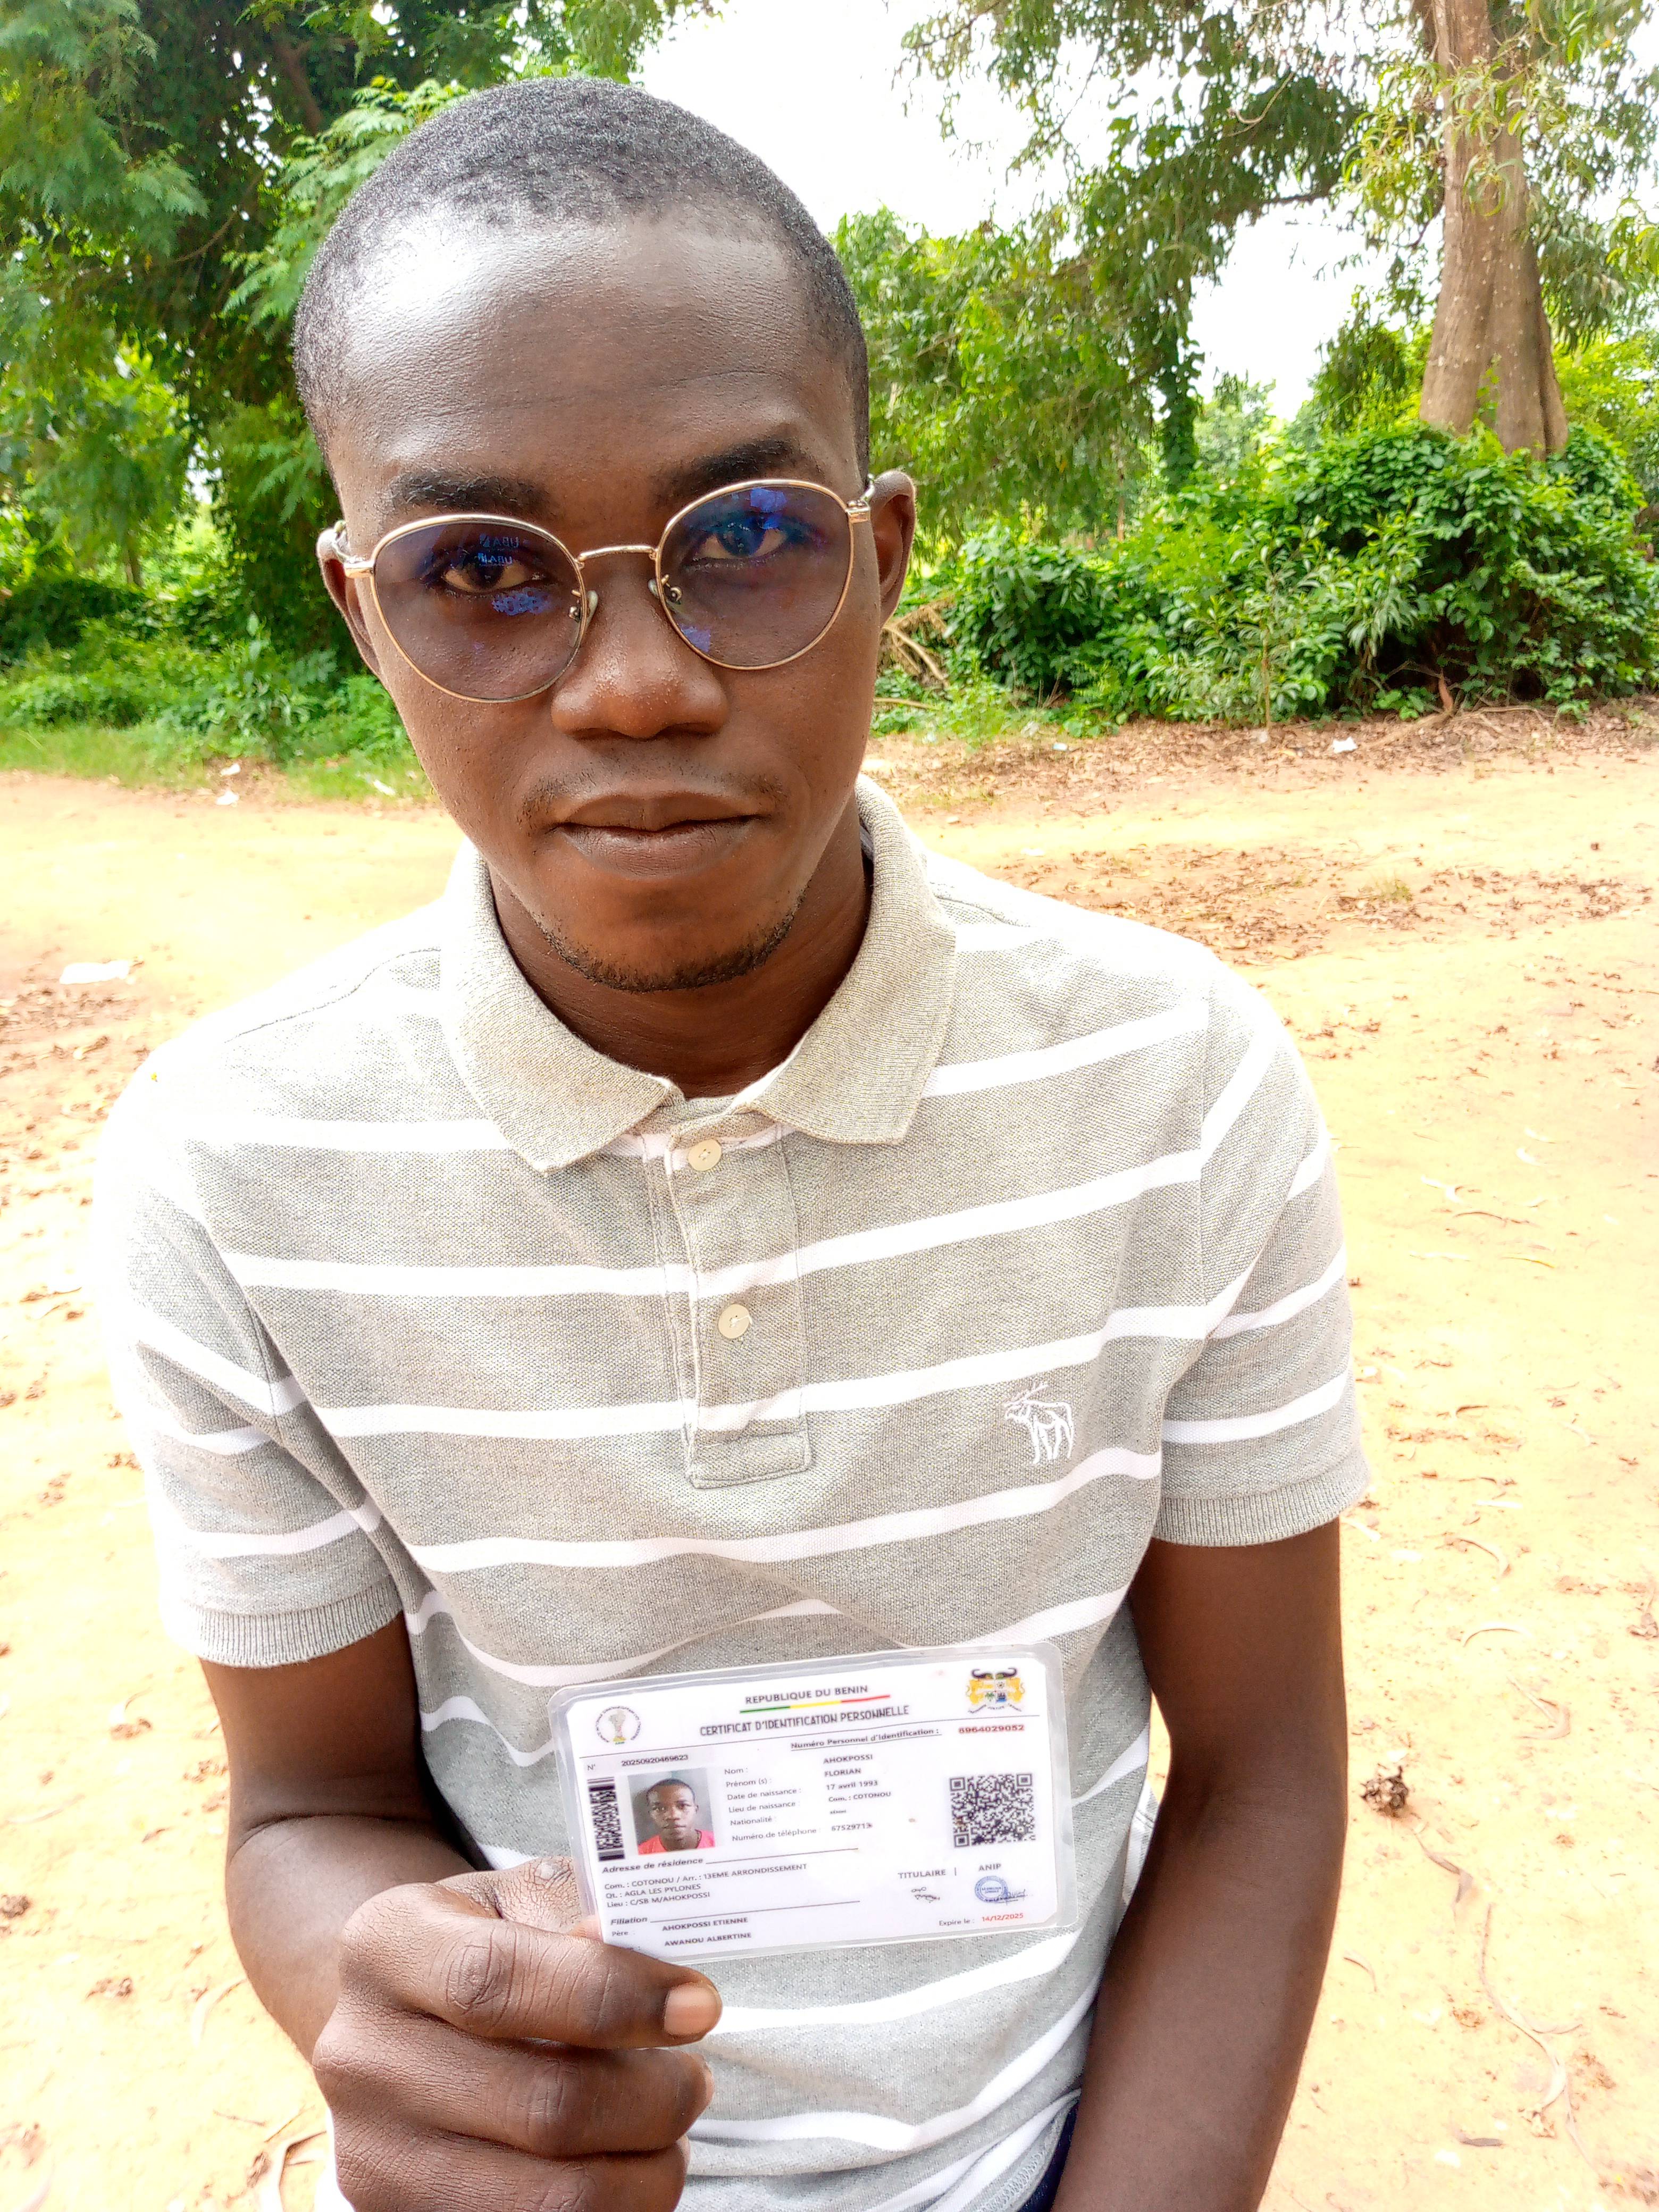 REPUBLIQUE DU BENIN
CERTIFICAT D'IDENTIFICATION PERSONNELLE
Numéro Personnel d'Identification : 6964029052
N° 20250920469623
Nom : AHOKPOSSI
Prénom (s) : FLORIAN
Date de naissance : 17 avril 1993
Lieu de naissance Com. : COTONOU
Nationalité
Numéro de téléphone
Adresse de résidence
Com. : COTONOU / Arr. : 13EME ARRONDISSEMENT
Qt. : AGLA LES PYLONES
Lieu : C/SB M/AHOKPOSSI
TITULAIRE | ANIP
Filiation
Père : AHOKPOSSI ETIENNE
AWANOU ALBERTINE
Expire le : 14/12/2025